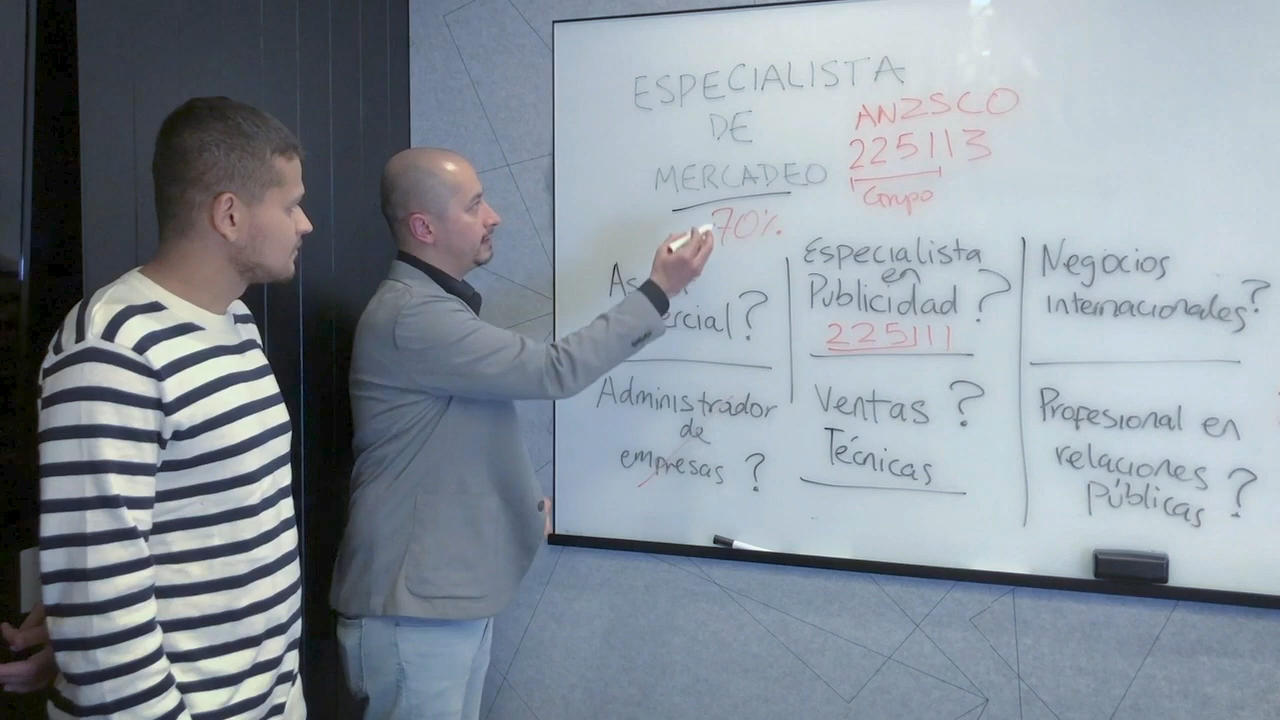 ESPECIALISTA
DE
MERCADEO
ANZSCO
225113
Grupo
70%
?
Especialista
en
Publicidad ?
225111
Negocios
internacionales?
Administrador
de
empresas ?
Ventas ?
Técnicas
Profesional en
relaciones
Públicas ?